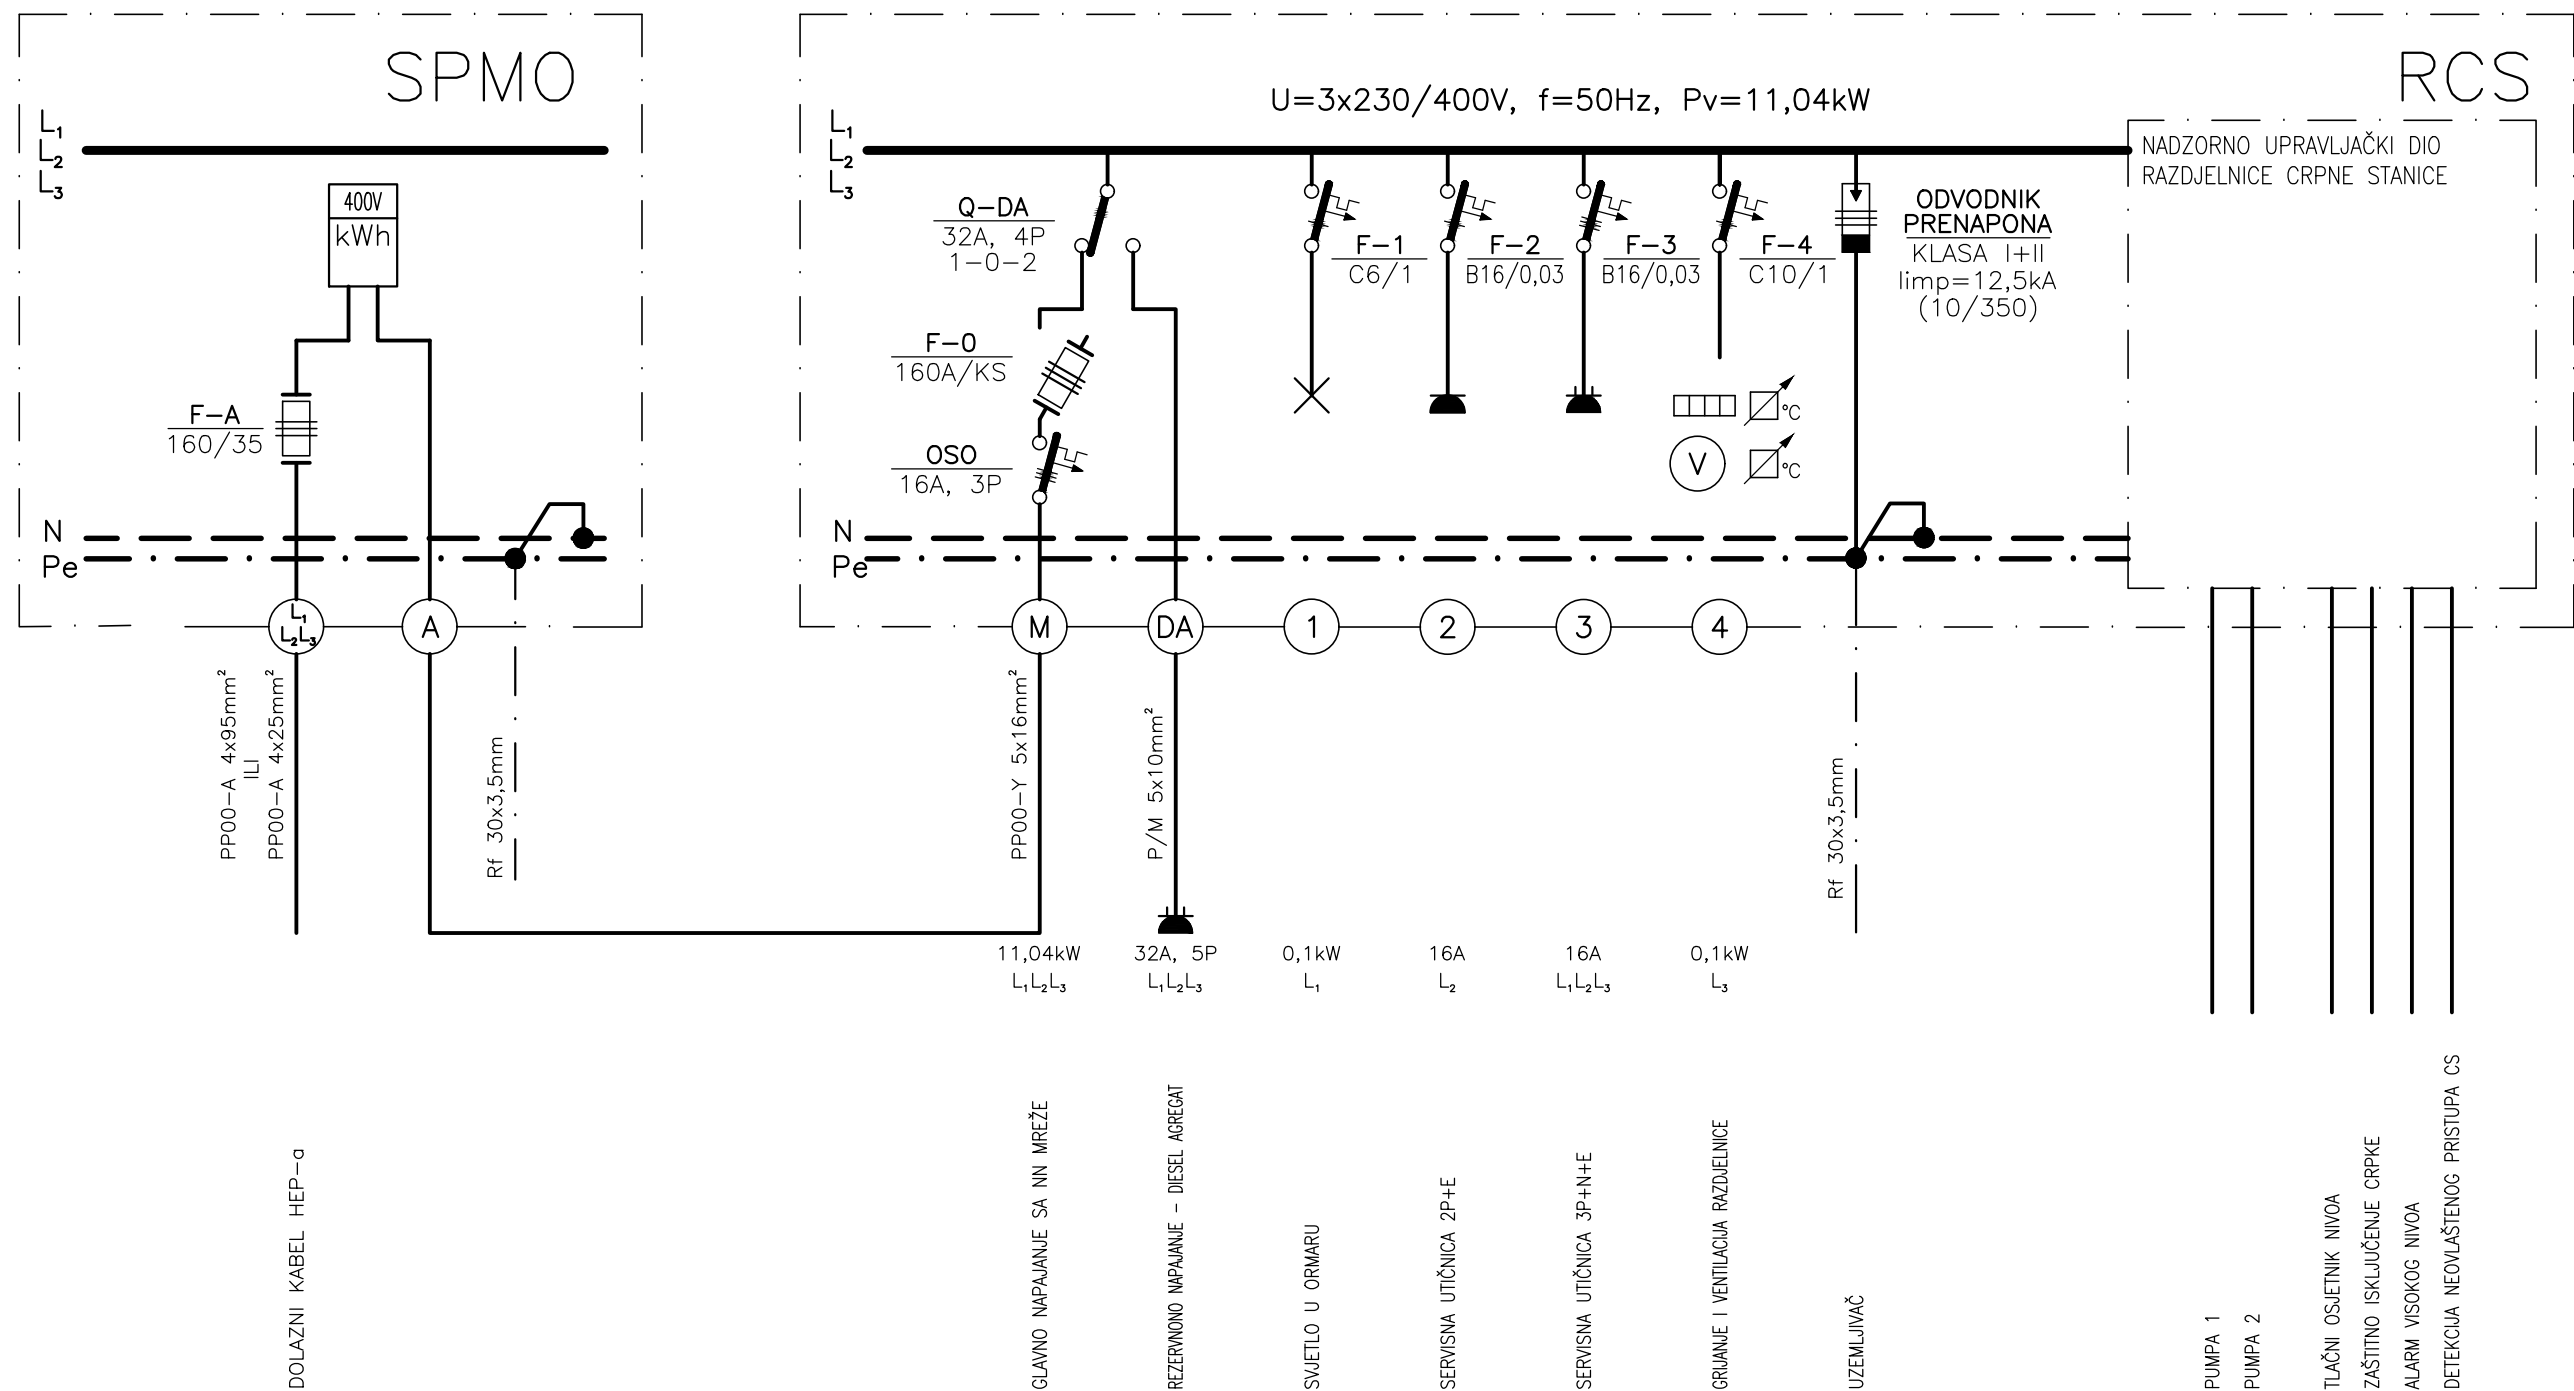 SPMO
L1
L2
L3
400V
kWh
F-A
160/35
N
Pe
L1
L2L3
A
PP00-A 4x95mm²
ILI
PP00-A 4x25mm²
Rf 30x3,5mm
DOLAZNI KABEL HEP-a
RCS
U=3x230/400V, f=50Hz, Pv=11,04kW
L1
L2
L3
NADZORNO UPRAVLJAČKI DIO
RAZDJELNICE CRPNE STANICE
Q-DA
32A, 4P
1-0-2
F-0
160A/KS
OSO
16A, 3P
F-1
C6/1
F-2
B16/0,03
F-3
B16/0,03
F-4
C10/1
ODVODNIK
PRENAPONA
KLASA I+II
Iimp=12,5kA
(10/350)
°C
V
°C
N
Pe
M
DA
1
2
3
4
PP00-Y 5x16mm²
P/M 5x10mm²
Rf 30x3,5mm
11,04kW
L1L2L3
32A, 5P
L1L2L3
0,1kW
L1
16A
L2
16A
L1L2L3
0,1kW
L3
GLAVNO NAPAJANJE SA NN MREŽE
REZERVNONO NAPAJANJE - DIESEL AGREGAT
SVJETLO U ORMARU
SERVISNA UTIČNICA 2P+E
SERVISNA UTIČNICA 3P+N+E
GRIJANJE I VENTILACIJA RAZDJELNICE
UZEMLJIVAČ
PUMPA 1
PUMPA 2
TLAČNI OSJETNIK NIVOA
ZAŠTITNO ISKLJUČENJE CRPKE
ALARM VISOKOG NIVOA
DETEKCIJA NEOVLAŠTENOG PRISTUPA CS